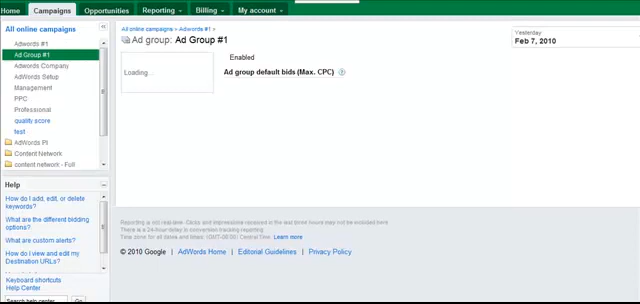 Home Campaigns Opportunities Reporting Billing My account
All online campaigns
Adwords #1
Ad Group #1
Adwords Company
AdWords Setup
Management
PPC
Professional
quality score
test
AdWords PI
Content Network
content network - Full
All online campaigns > Adwords #1 >
Ad group: Ad Group #1
Yesterday
Feb 7, 2010
Loading...
Enabled
Ad group default bids (Max. CPC) ?
Help
How do I add, edit, or delete
keywords?
What are the different bidding
options?
What are custom alerts?
How do I view and edit my
Destination URLs?
Keyboard shortcuts
Help Center
Search help center Go
Reporting is not real-time. Clicks and impressions received in the last three hours may not be included here.
There is a 24-hour delay in conversion tracking reporting.
Time zone for all dates and times: (GMT-06:00) Central Time. Learn more
© 2010 Google | AdWords Home | Editorial Guidelines | Privacy Policy